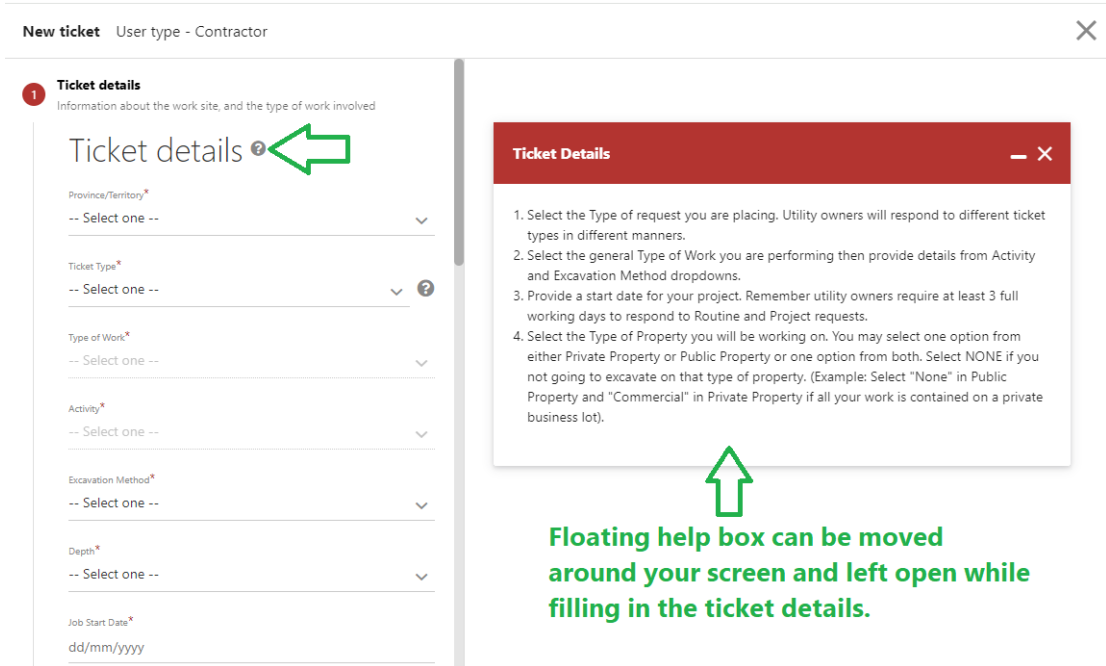 New ticket User type - Contractor
1
Ticket details
Information about the work site, and the type of work involved
Ticket details ?
Province/Territory*
-- Select one --
Ticket Type*
-- Select one -- ?
Type of Work*
-- Select one --
Activity*
-- Select one --
Excavation Method*
-- Select one --
Depth*
-- Select one --
Job Start Date*
dd/mm/yyyy
Ticket Details
1. Select the Type of request you are placing. Utility owners will respond to different ticket
types in different manners.
2. Select the general Type of Work you are performing then provide details from Activity
and Excavation Method dropdowns.
3. Provide a start date for your project. Remember utility owners require at least 3 full
working days to respond to Routine and Project requests.
4. Select the Type of Property you will be working on. You may select one option from
either Private Property or Public Property or one option from both. Select NONE if you
not going to excavate on that type of property. (Example: Select "None" in Public
Property and "Commercial" in Private Property if all your work is contained on a private
business lot).
Floating help box can be moved
around your screen and left open while
filling in the ticket details.